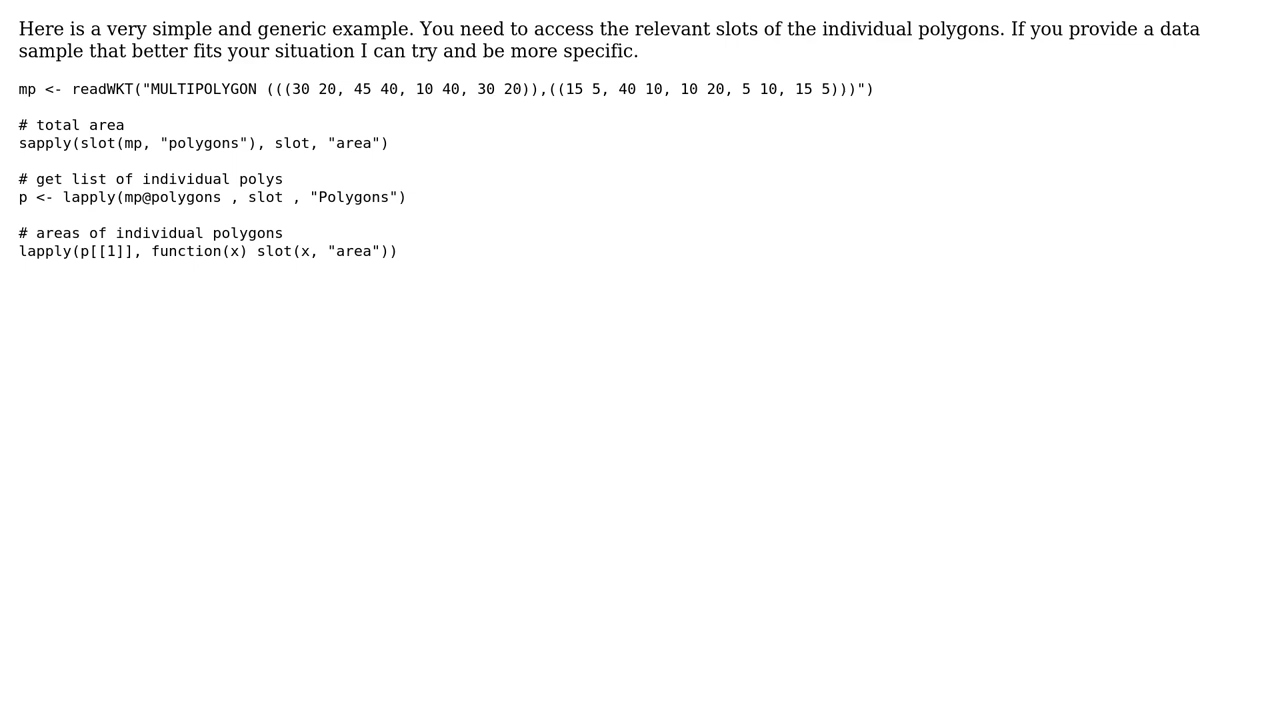 Here is a very simple and generic example. You need to access the relevant slots of the individual polygons. If you provide a data
sample that better fits your situation I can try and be more specific.
mp <- readWKT("MULTIPOLYGON (((30 20, 45 40, 10 40, 30 20)),((15 5, 40 10, 10 20, 5 10, 15 5)))")
# total area
sapply(slot(mp, "polygons"), slot, "area")
# get list of individual polys
p <- lapply(mp@polygons , slot , "Polygons")
# areas of individual polygons
lapply(p[[1]], function(x) slot(x, "area"))